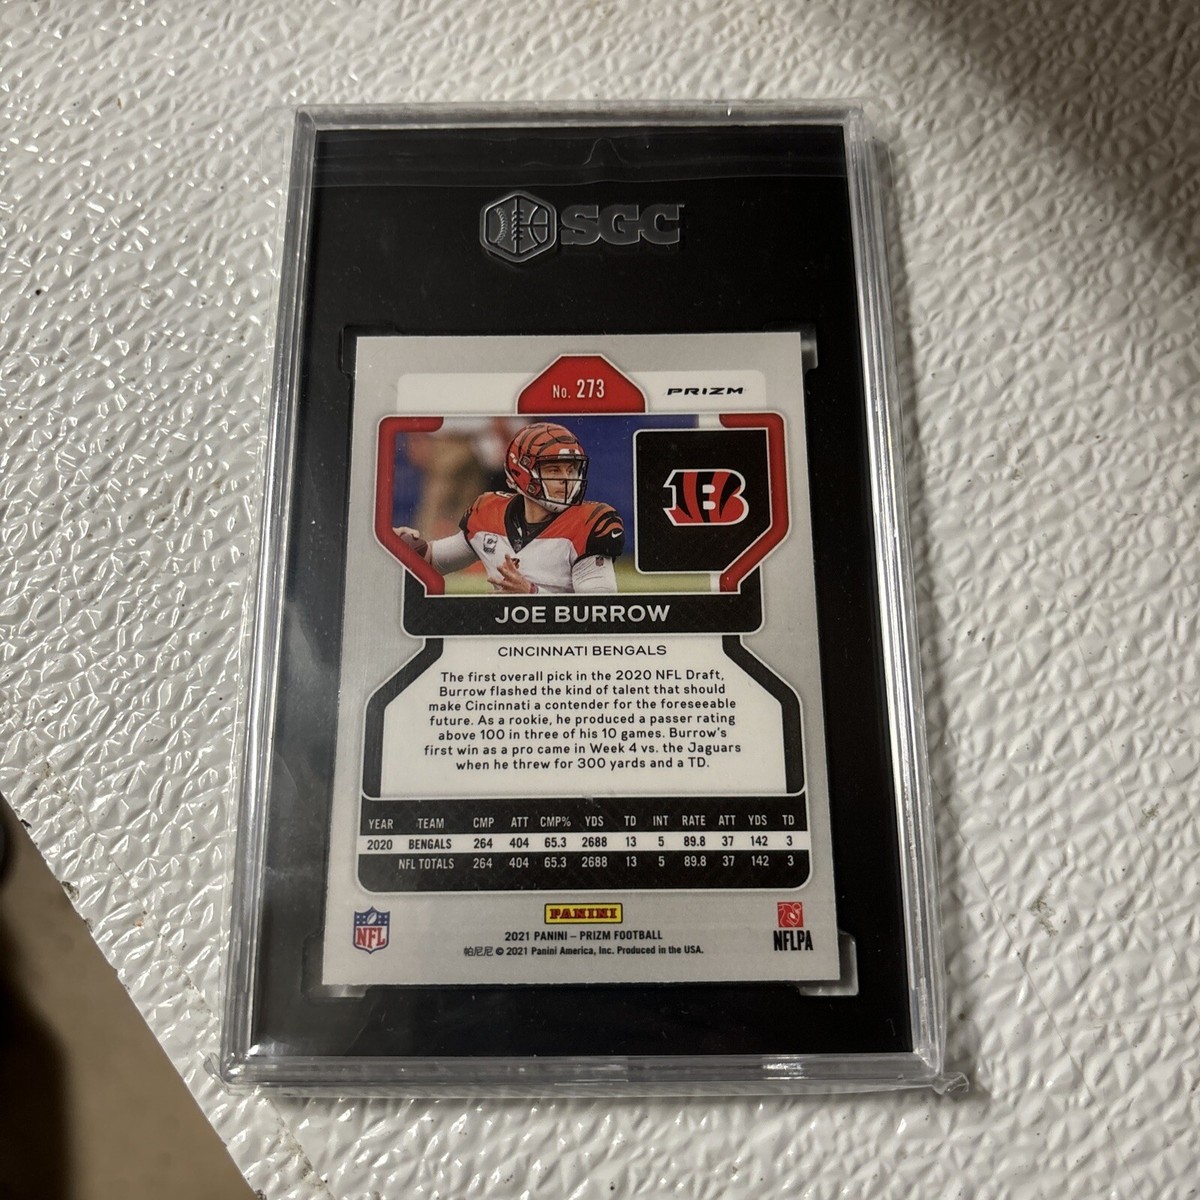 SGC
No. 273
PRIZM
B
JOE BURROW
CINCINNATI BENGALS
The first overall pick in the 2020 NFL Draft,
Burrow flashed the kind of talent that should
make Cincinnati a contender for the foreseeable
future. As a rookie, he produced a passer rating
above 100 in three of his 10 games. Burrow's
first win as a pro came in Week 4 vs. the Jaguars
when he threw for 300 yards and a TD.
YEAR TEAM CMP ATT CMP% YDS TD INT RATE ATT YDS TD
2020 BENGALS 264 404 65.3 2688 13 5 89.8 37 142 3
NFL TOTALS 264 404 65.3 2688 13 5 89.8 37 142 3
NFL
PANINI
NFLPA
2021 PANINI – PRIZM FOOTBALL
帕尼尼 © 2021 Panini America, Inc. Produced in the USA.